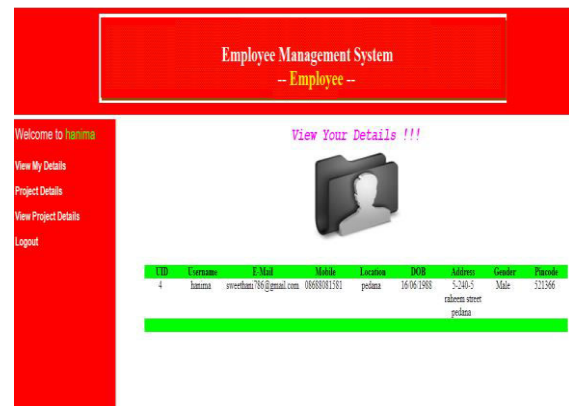 Employee Management System
-- Employee --
Welcome to hanima
View Your Details !!!
View My Details
Project Details
View Project Details
Logout
UID Username E-Mail Mobile Location DOB Address Gender Pincode
4 hanima sweethani786@gmail.com 08688081581 pedana 16/06/1988 5-240-5 Male 521366
raheem street
pedana